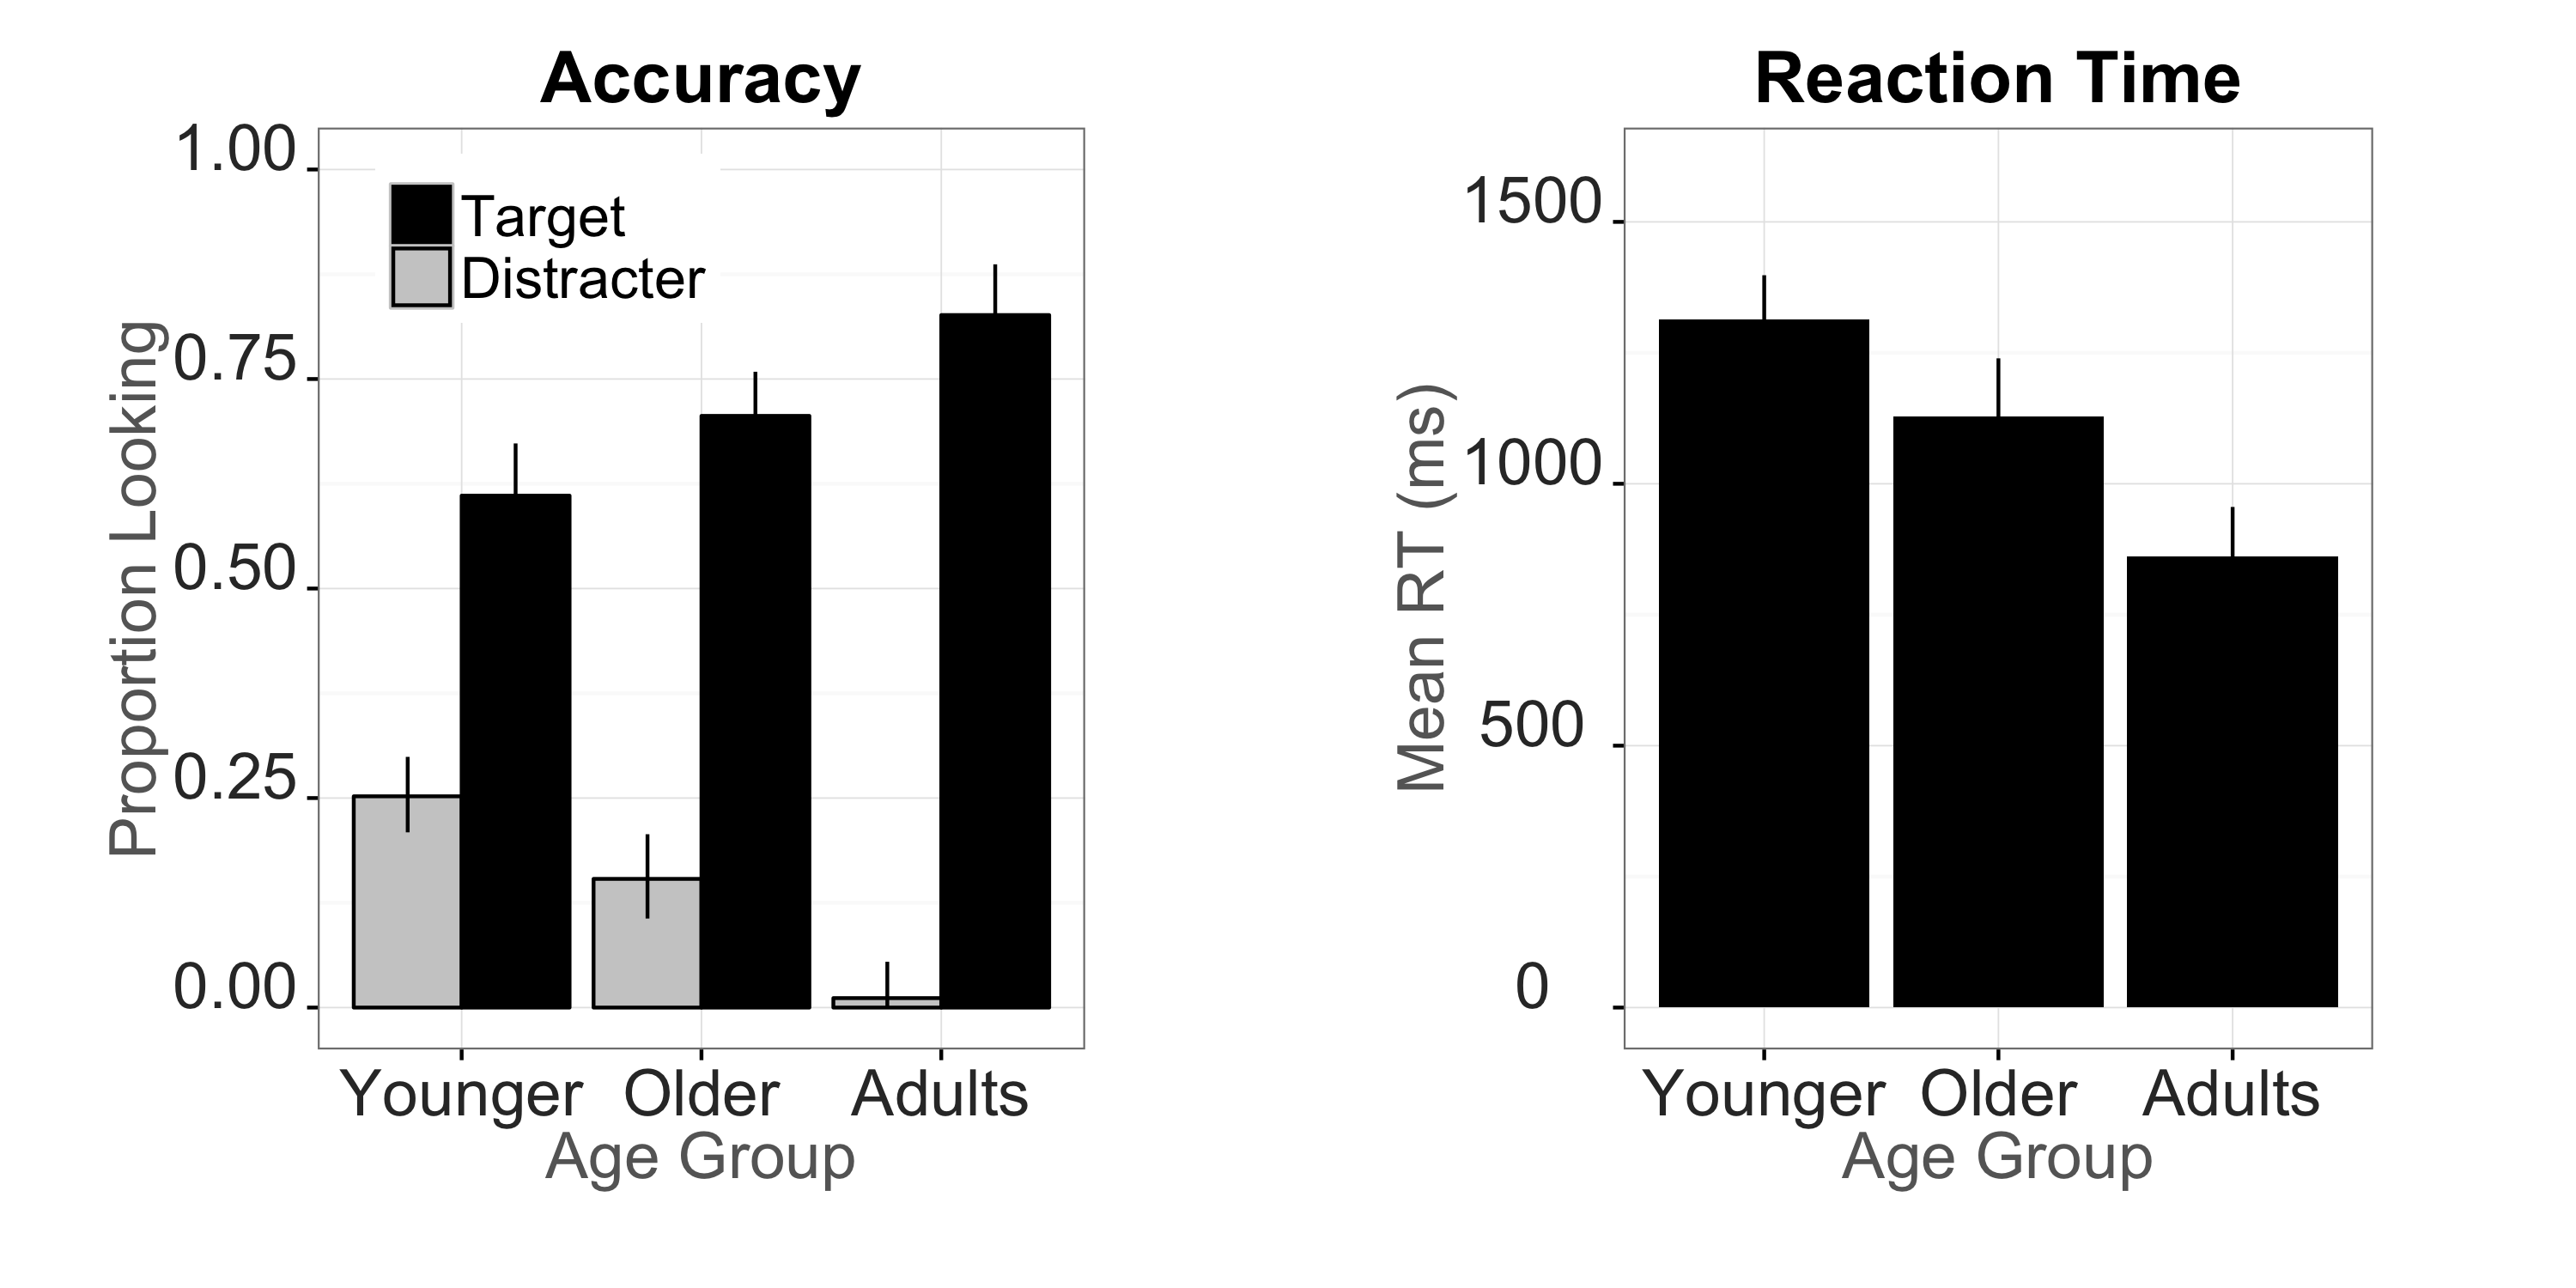 Accuracy
1.00
0.75
0.50
0.25
0.00
Proportion Looking
Target
Distracter
Younger Older Adults
Age Group
Reaction Time
1500
1000
500
0
Mean RT (ms)
Younger Older Adults
Age Group